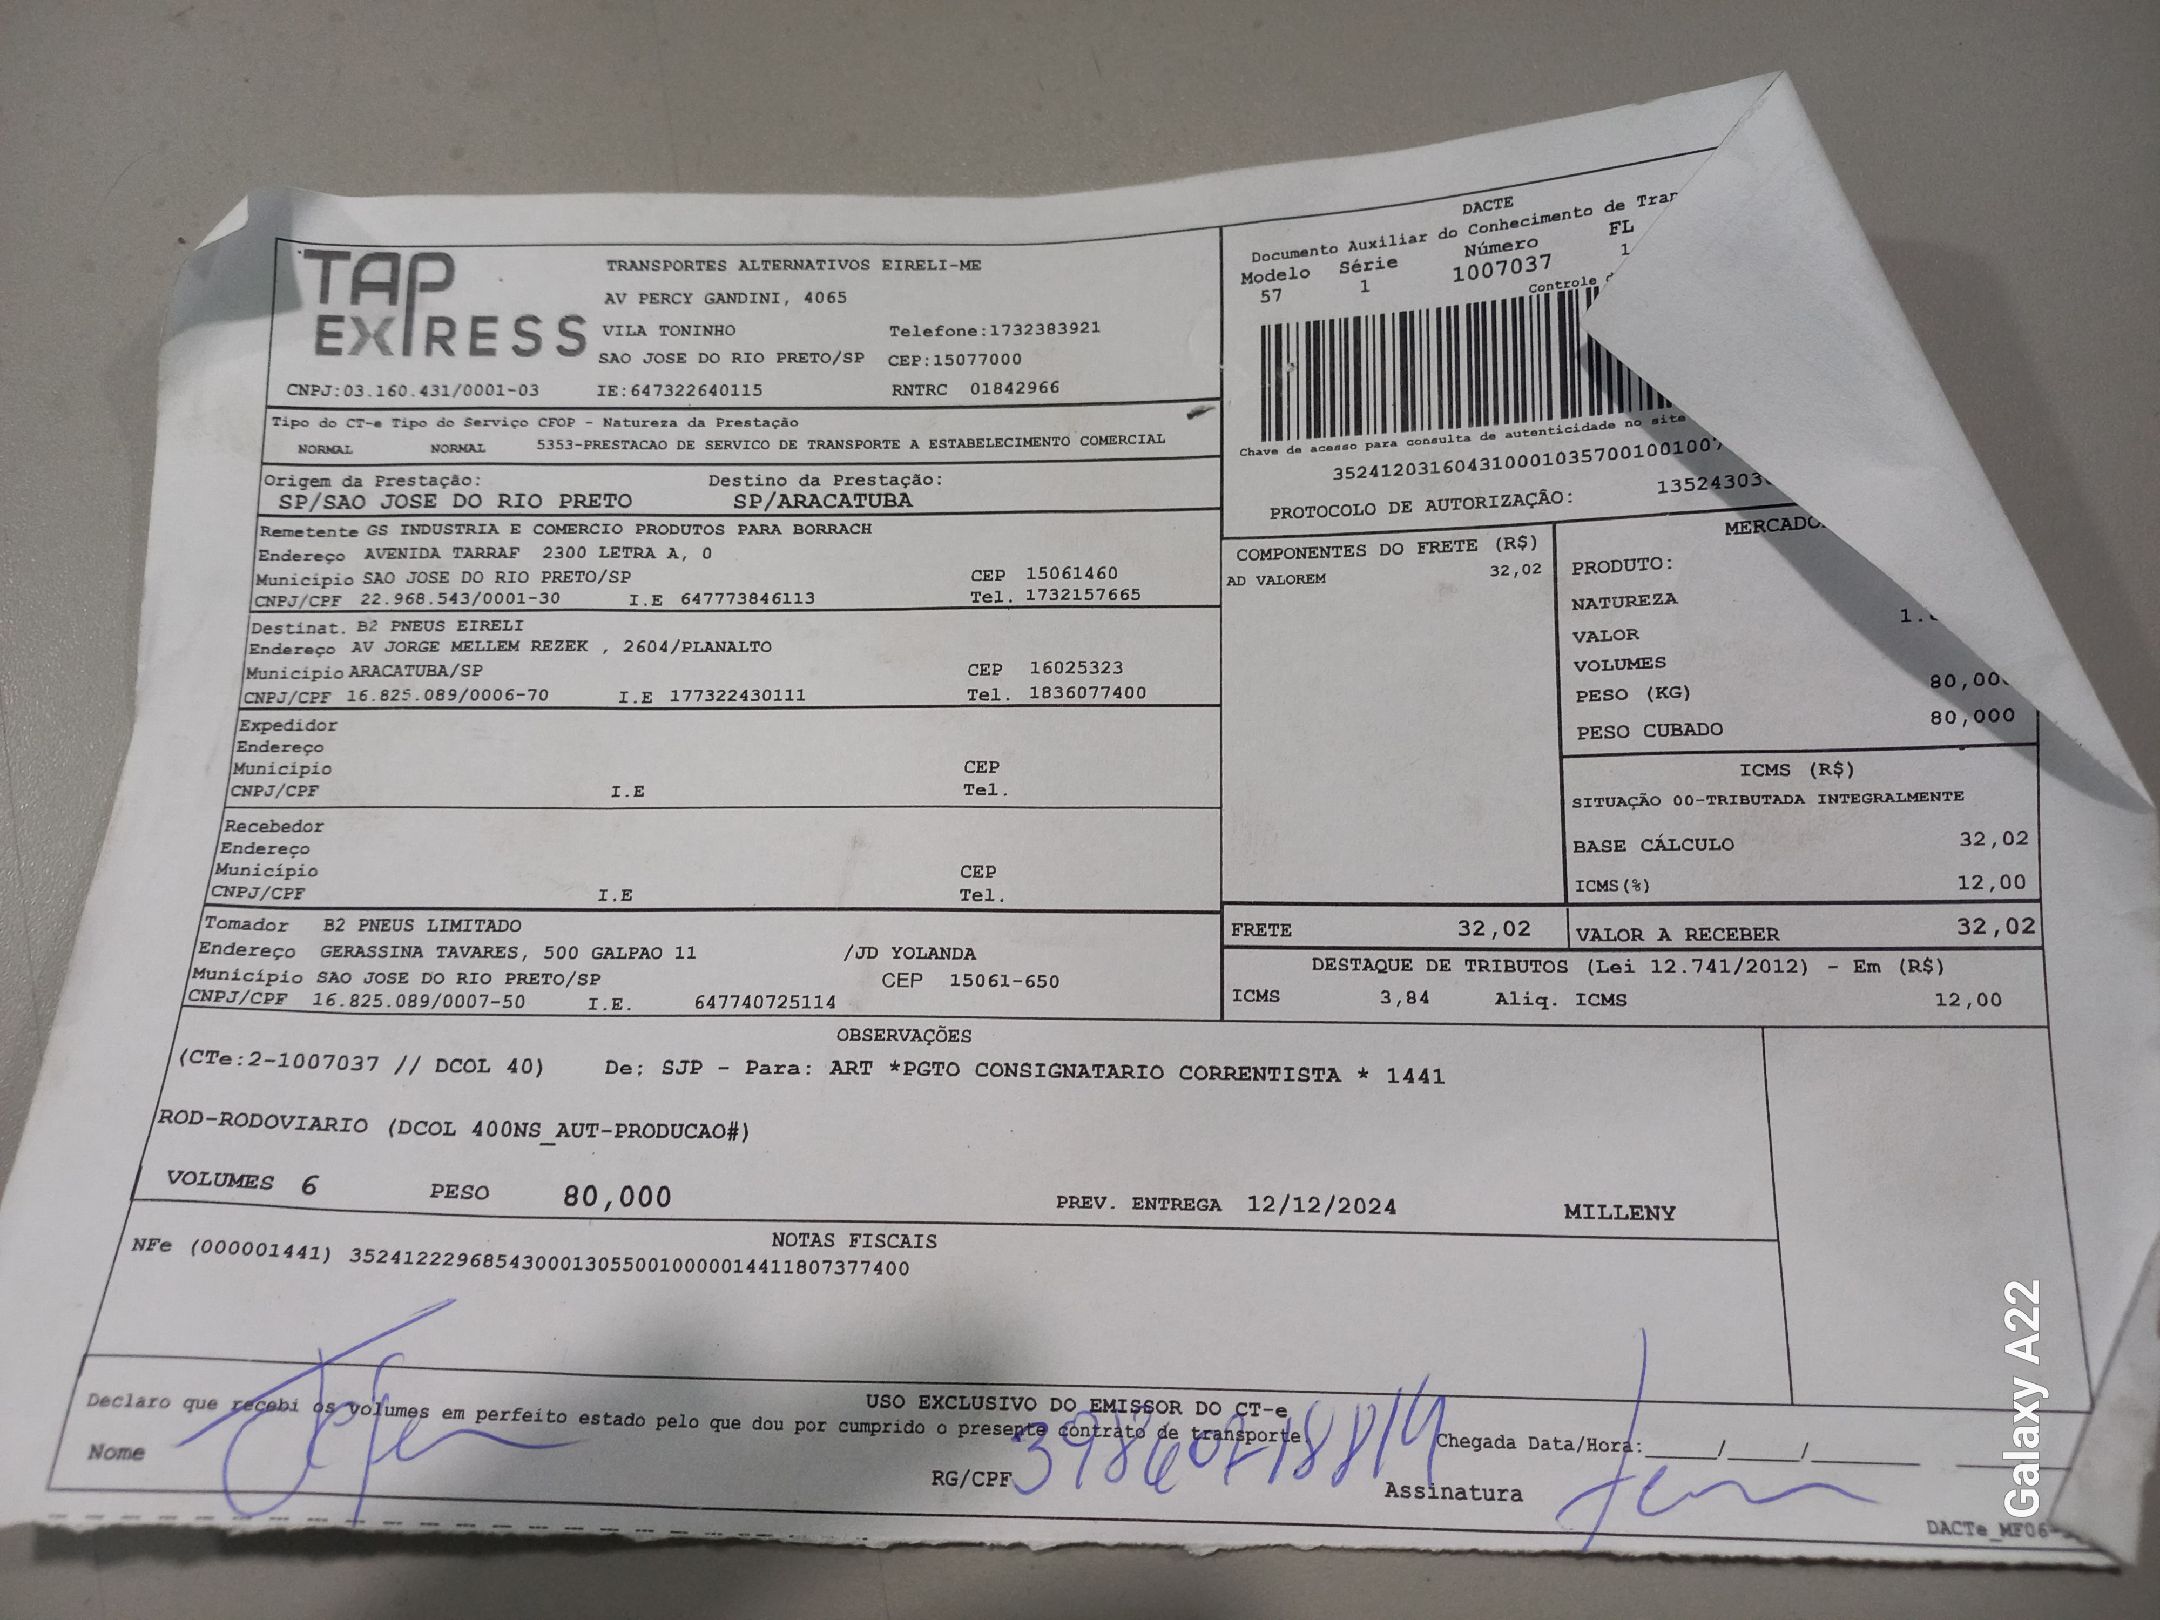 TAP EXPRESS
TRANSPORTES ALTERNATIVOS EIRELI-ME
AV PERCY GANDINI, 4065
VILA TONINHO Telefone:1732383921
SAO JOSE DO RIO PRETO/SP CEP:15077000
CNPJ:03.160.431/0001-03 IE:647322640115 RNTRC 01842966
DACTE
Documento Auxiliar do Conhecimento de Tran
Modelo Série Número FL
57 1 1007037 1
Controle
Chave de acesso para consulta de autenticidade no site
PROTOCOLO DE AUTORIZAÇÃO:
Tipo do CT-e Tipo do Serviço CFOP - Natureza da Prestação
NORMAL NORMAL 5353-PRESTACAO DE SERVICO DE TRANSPORTE A ESTABELECIMENTO COMERCIAL
Origem da Prestação: Destino da Prestação:
SP/SAO JOSE DO RIO PRETO SP/ARACATUBA
Remetente GS INDUSTRIA E COMERCIO PRODUTOS PARA BORRACH
Endereço AVENIDA TARRAF 2300 LETRA A, 0
Município SAO JOSE DO RIO PRETO/SP CEP 15061460
CNPJ/CPF 22.968.543/0001-30 I.E 647773846113 Tel. 1732157665
Destinat. B2 PNEUS EIRELI
Endereço AV JORGE MELLEM REZEK , 2604/PLANALTO
Município ARACATUBA/SP CEP 16025323
CNPJ/CPF 16.825.089/0006-70 I.E 177322430111 Tel. 1836077400
Expedidor
Endereço
Município CEP
CNPJ/CPF I.E Tel.
Recebedor
Endereço
Município CEP
CNPJ/CPF I.E Tel.
Tomador B2 PNEUS LIMITADO
Endereço GERASSINA TAVARES, 500 GALPAO 11 /JD YOLANDA
Município SAO JOSE DO RIO PRETO/SP CEP 15061-650
CNPJ/CPF 16.825.089/0007-50 I.E. 647740725114
COMPONENTES DO FRETE (R$)
AD VALOREM 32,02
PRODUTO:
NATUREZA
VALOR
VOLUMES
PESO (KG) 80,00
PESO CUBADO 80,000
ICMS (R$)
SITUAÇÃO 00-TRIBUTADA INTEGRALMENTE
BASE CÁLCULO 32,02
ICMS(%) 12,00
FRETE 32,02 VALOR A RECEBER 32,02
DESTAQUE DE TRIBUTOS (Lei 12.741/2012) - Em (R$)
ICMS 3,84 Aliq. ICMS 12,00
OBSERVAÇÕES
(CTe:2-1007037 // DCOL 40) De: SJP - Para: ART *PGTO CONSIGNATARIO CORRENTISTA * 1441
ROD-RODOVIARIO (DCOL 400NS_AUT-PRODUCAO#)
VOLUMES 6 PESO 80,000 PREV. ENTREGA 12/12/2024 MILLENY
NOTAS FISCAIS
NFe (000001441) 35241222968543000130550010000014411807377400
USO EXCLUSIVO DO EMISSOR DO CT-e
Declaro que recebi os volumes em perfeito estado pelo que dou por cumprido o presente contrato de transporte
Nome RG/CPF Assinatura Chegada Data/Hora:____/____/______
Galaxy A22